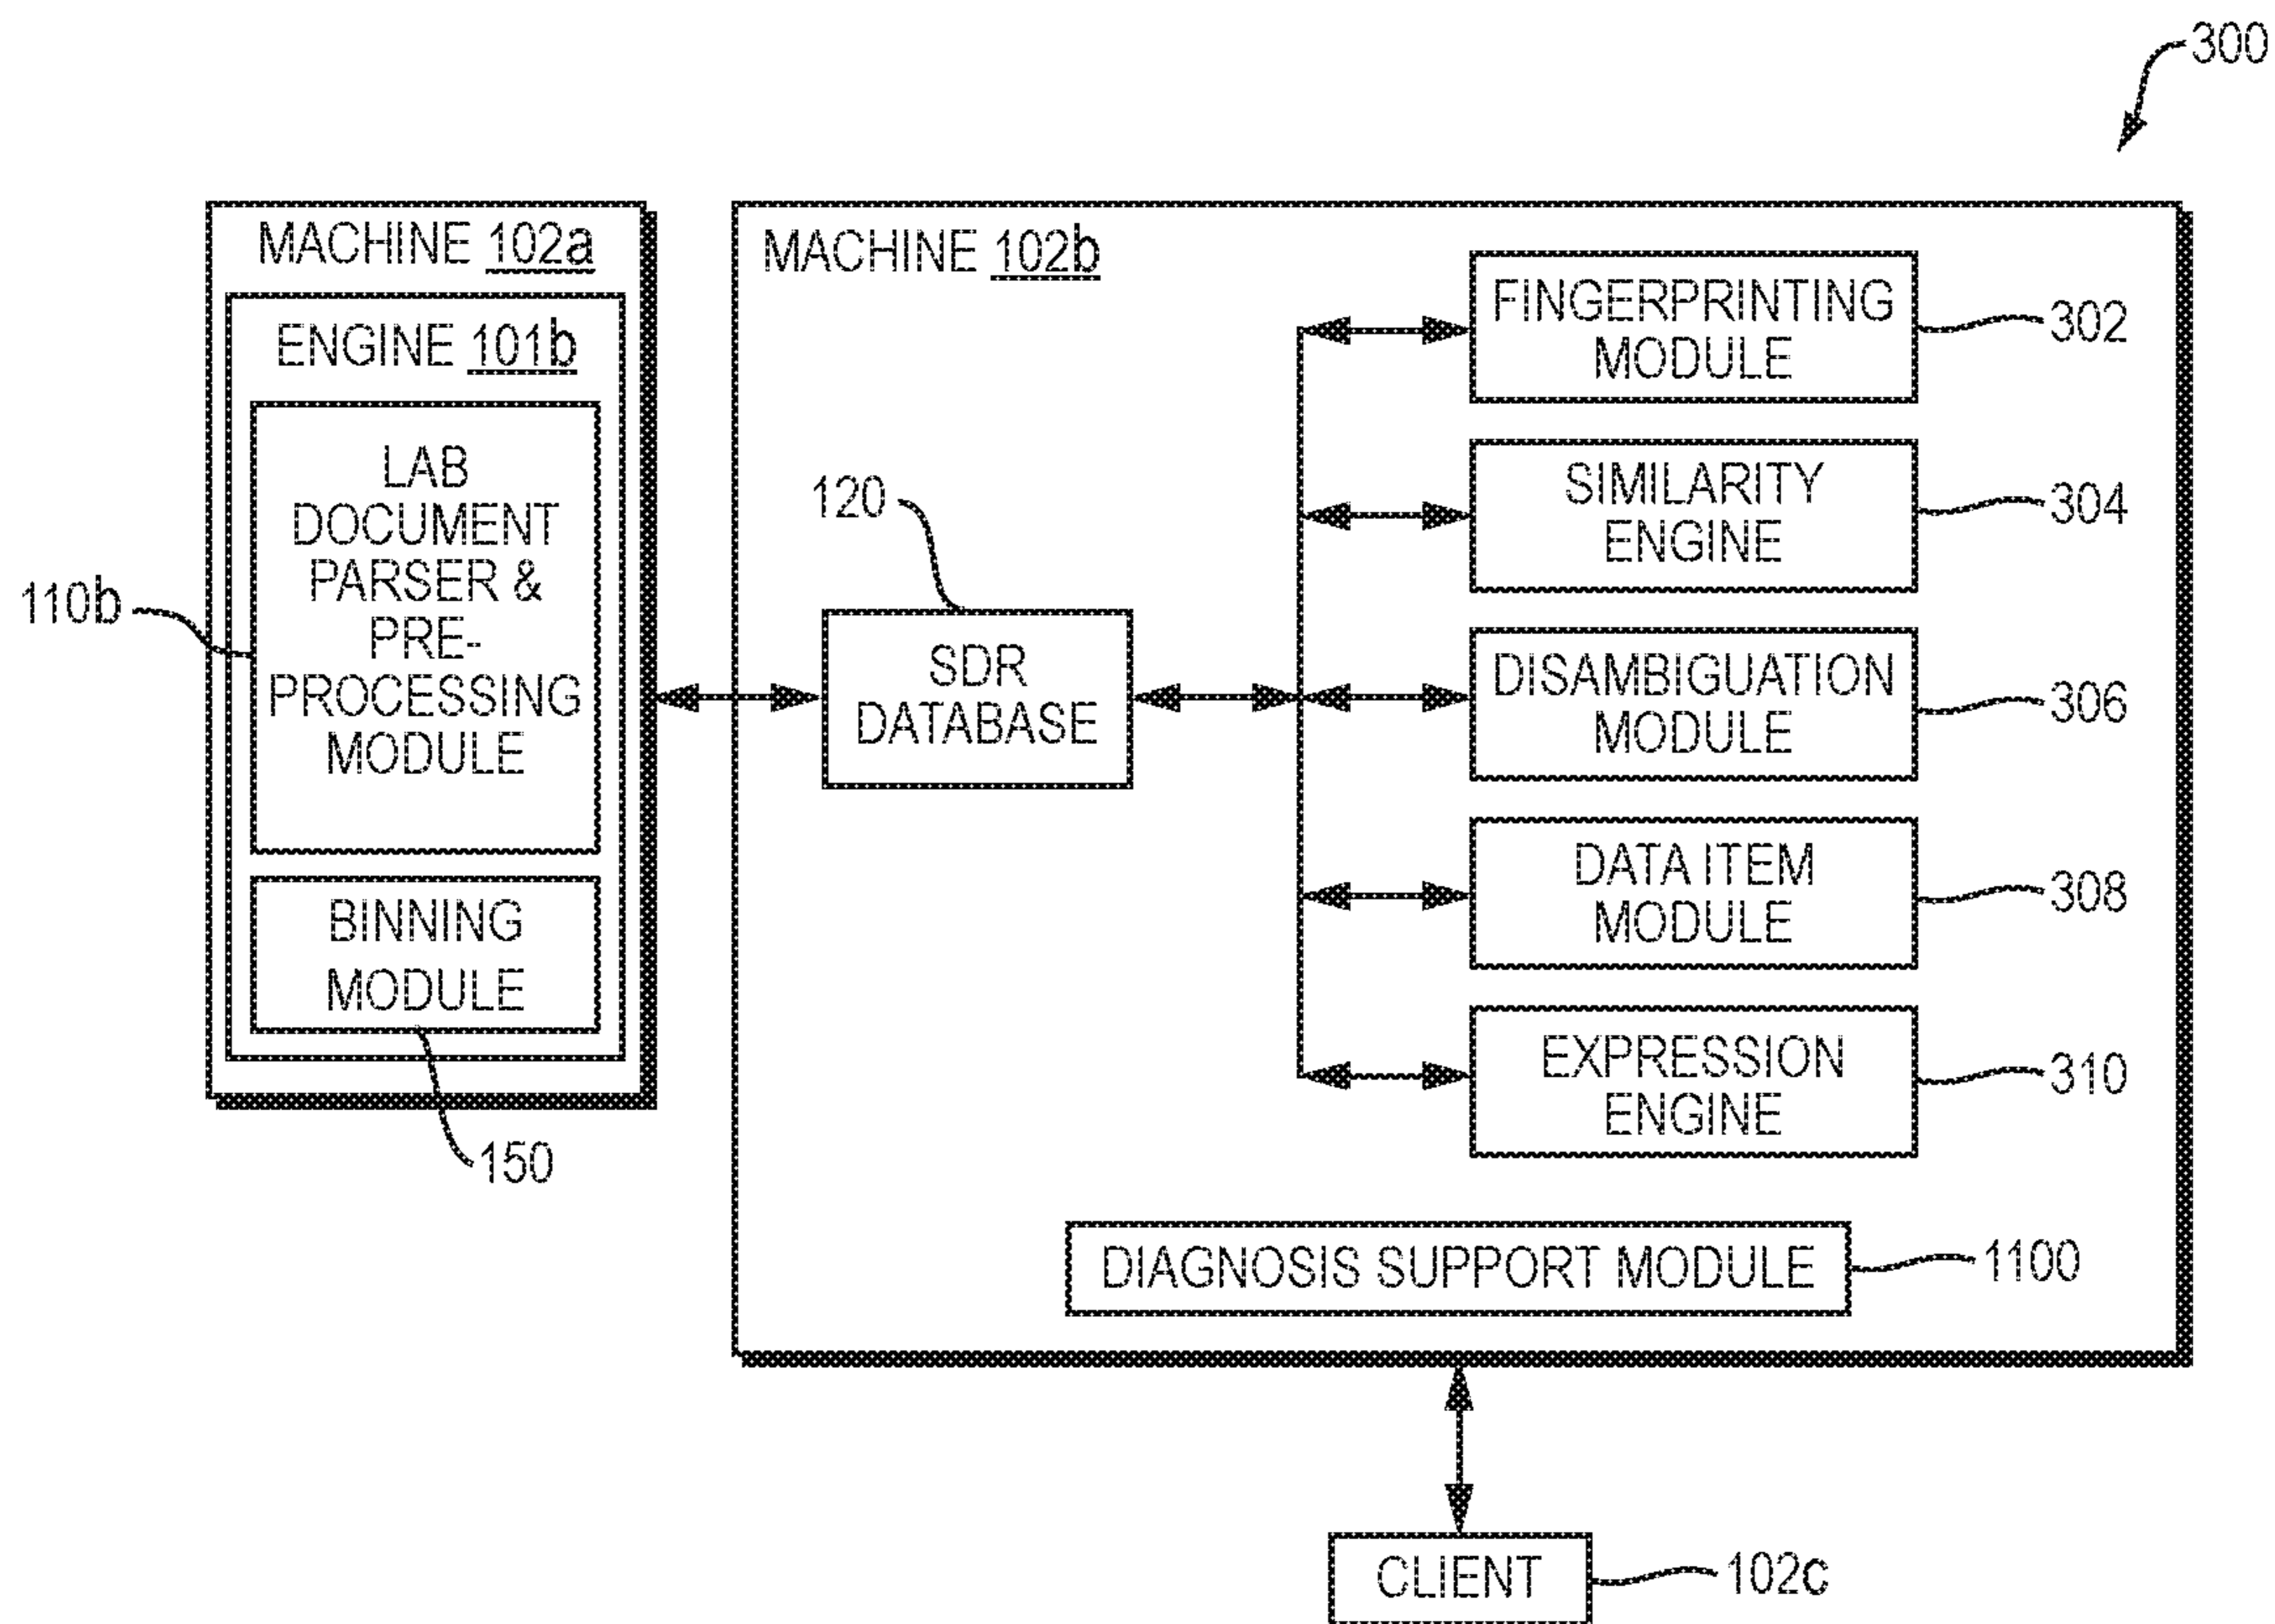 300
MACHINE 102a
ENGINE 101b
LAB
DOCUMENT
PARSER &
PRE-
PROCESSING
MODULE
110b
BINNING
MODULE
150
MACHINE 102b
120
SDR
DATABASE
FINGERPRINTING
MODULE
302
SIMILARITY
ENGINE
304
DISAMBIGUATION
MODULE
306
DATA ITEM
MODULE
308
EXPRESSION
ENGINE
310
DIAGNOSIS SUPPORT MODULE
1100
CLIENT
102c